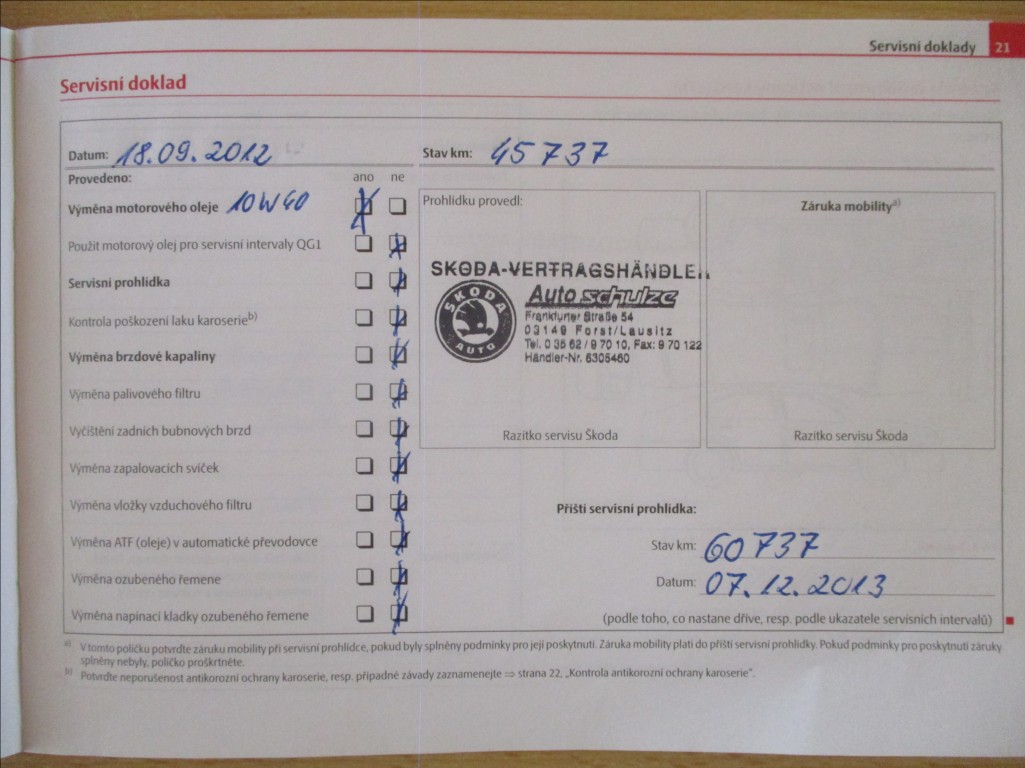 Servisní doklady 21
Servisní doklad
Datum: 18.09.2012 Stav km: 45 737
Provedeno: ano ne
Výměna motorového oleje 10W40
Použit motorový olej pro servisní intervaly QG1
Servisní prohlídka
Kontrola poškození laku karoserie b)
Výměna brzdové kapaliny
Výměna palivového filtru
Vyčištění zadních bubnových brzd
Výměna zapalovacích svíček
Výměna vložky vzduchového filtru
Výměna ATF (oleje) v automatické převodovce
Výměna ozubeného řemene
Výměna napínací kladky ozubeného řemene
Prohlídku provedl:
SKODA-VERTRAGSHÄNDLER
SKODA
AUTO
Auto schulze
Frankfurter Straße 54
03149 Forst/Lausitz
Tel. 0 35 62 / 9 70 10, Fax: 9 70 122
Händler-Nr. 6305460
Razítko servisu Škoda
Záruka mobility a)
Razítko servisu Škoda
Příští servisní prohlídka:
Stav km: 60 737
Datum: 07.12.2013
(podle toho, co nastane dříve, resp. podle ukazatele servisních intervalů)
a) V tomto políčku potvrďte záruku mobility při servisní prohlídce, pokud byly splněny podmínky pro její poskytnutí. Záruka mobility platí do příští servisní prohlídky. Pokud podmínky pro poskytnutí záruky
splněny nebyly, políčko proškrtněte.
b) Potvrďte neporušenost antikorozní ochrany karoserie, resp. případné závady zaznamenejte ⇒ strana 22, „Kontrola antikorozní ochrany karoserie“.